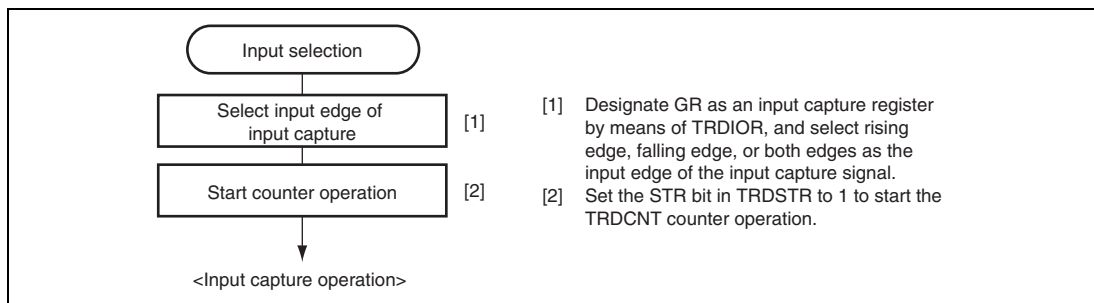 Input selection
Select input edge of
input capture
[1]
Start counter operation
[2]
<Input capture operation>
[1] Designate GR as an input capture register
by means of TRDIOR, and select rising
edge, falling edge, or both edges as the
input edge of the input capture signal.
[2] Set the STR bit in TRDSTR to 1 to start the
TRDCNT counter operation.